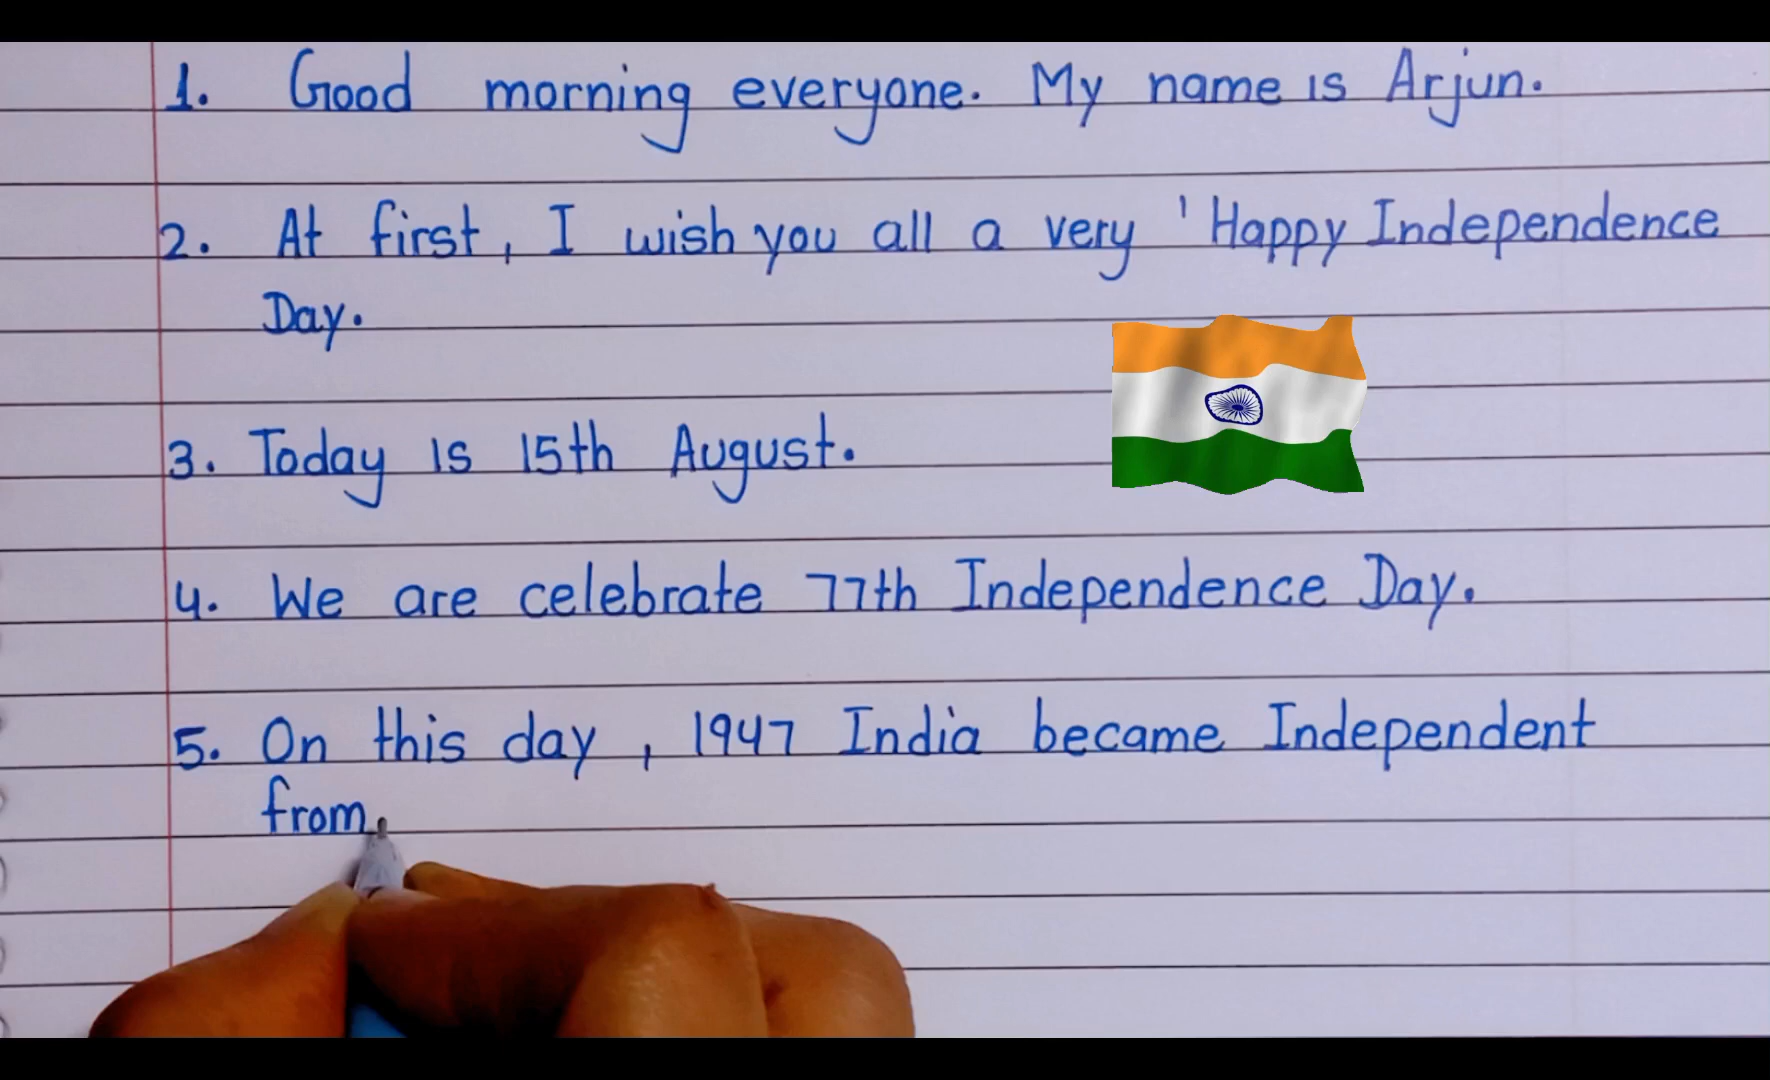 1. Good morning everyone. My name is Arjun.
2. At first, I wish you all a very 'Happy Independence
Day.
3. Today is 15th August.
4. We are celebrate 77th Independence Day.
5. On this day, 1947 India became Independent
from